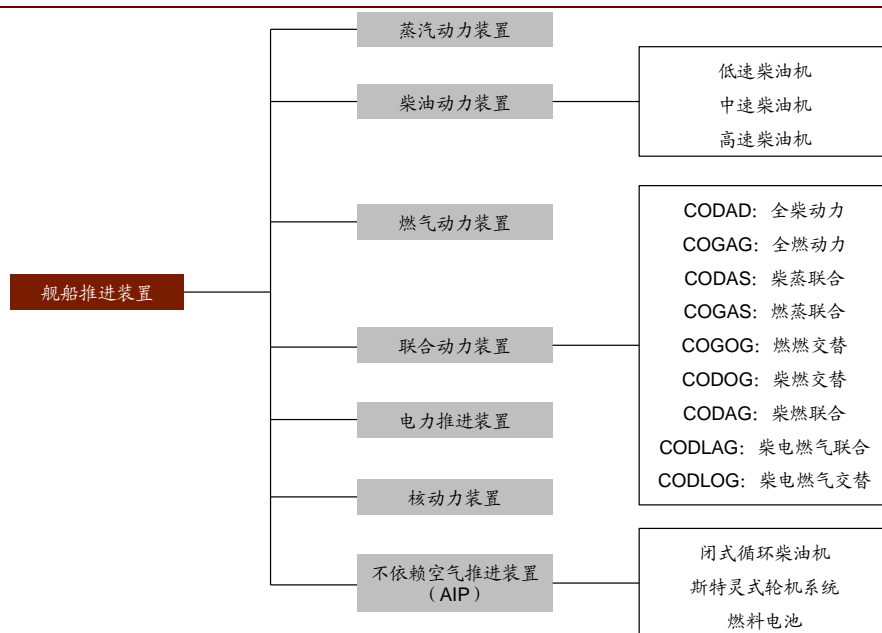 舰船推进装置
蒸汽动力装置
柴油动力装置
低速柴油机
中速柴油机
高速柴油机
燃气动力装置
联合动力装置
CODAD：全柴动力
COGAG：全燃动力
CODAS：柴蒸联合
COGAS：燃蒸联合
COGOG：燃燃交替
CODOG：柴燃交替
CODAG：柴燃联合
CODLAG：柴电燃气联合
CODLOG：柴电燃气交替
电力推进装置
核动力装置
不依赖空气推进装置
（AIP）
闭式循环柴油机
斯特灵式轮机系统
燃料电池